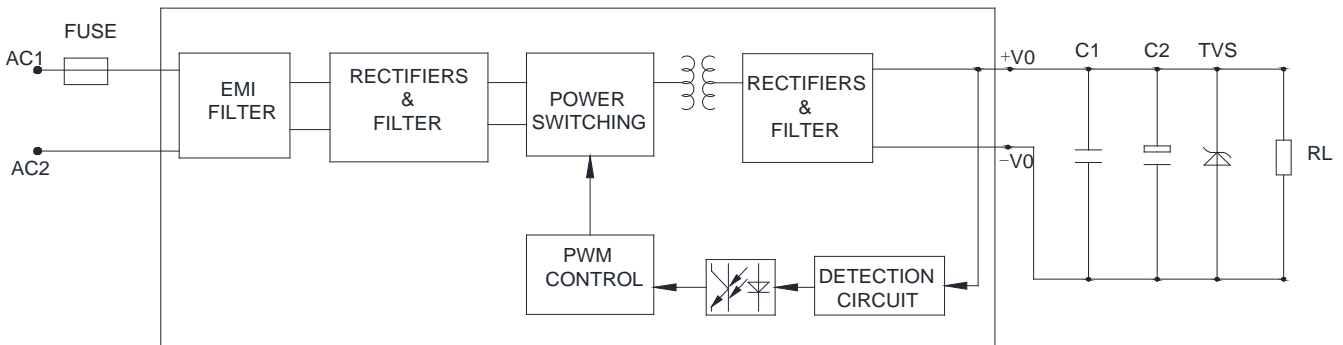 FUSE
AC1
AC2
EMI
FILTER
RECTIFIERS
&
FILTER
POWER
SWITCHING
RECTIFIERS
&
FILTER
+V0
−V0
C1
C2
TVS
RL
PWM
CONTROL
DETECTION
CIRCUIT